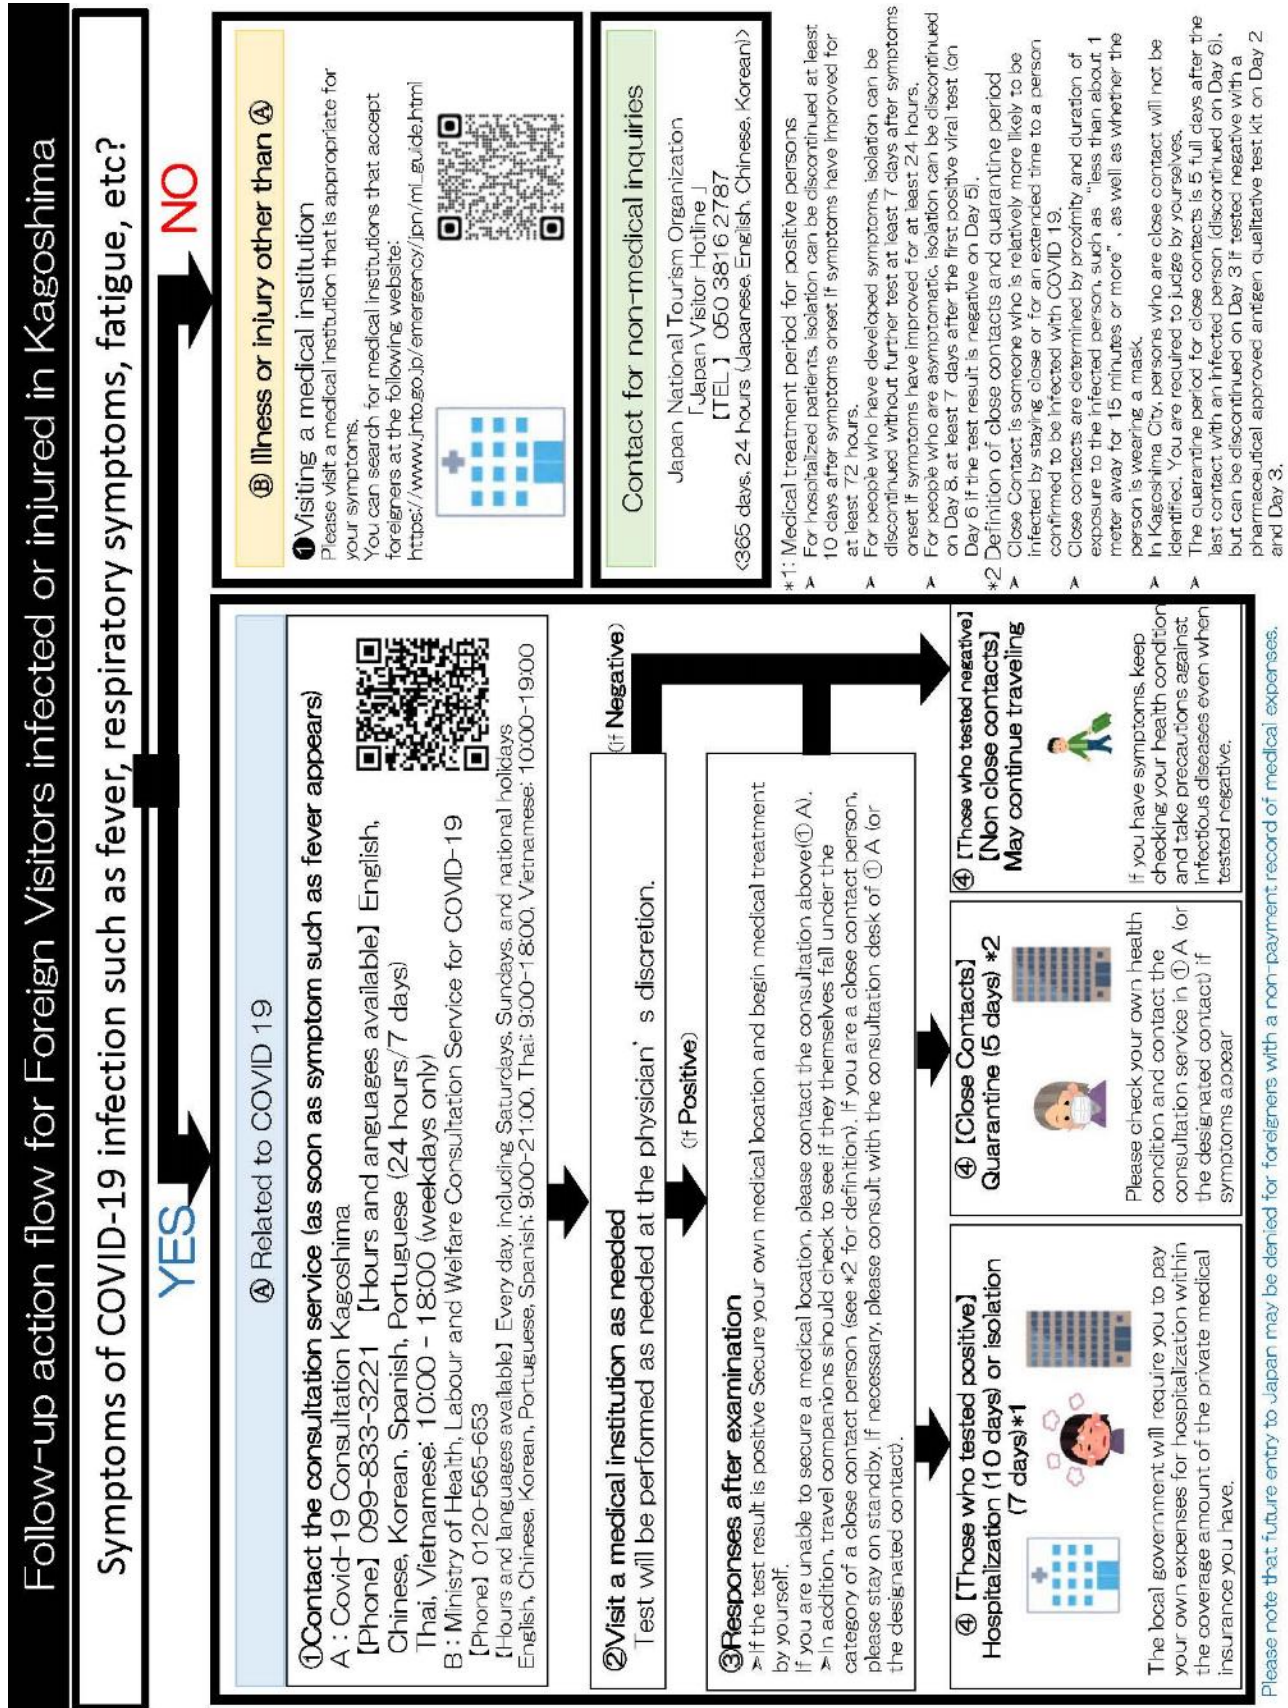 Follow-up action flow for Foreign Visitors infected or injured in Kagoshima
Symptoms of COVID-19 infection such as fever, respiratory symptoms, fatigue, etc?
YES
NO
Ⓐ Related to COVID 19
①Contact the consultation service (as soon as symptom such as fever appears)
A : Covid-19 Consultation Kagoshima
【Phone】 099-833-3221 【Hours and anguages available】 English,
Chinese, Korean, Spanish, Portuguese (24 hours/7 days)
Thai, Vietnamese: 10:00 - 18:00 (weekdays only)
B : Ministry of Health, Labour and Welfare Consultation Service for COVID-19
【Phone】 0120-565-653
【Hours and languages available】 Every day, including Saturdays, Sundays, and national holidays
English, Chinese, Korean, Portuguese, Spanish: 9:00-21:00, Thai: 9:00-18:00, Vietnamese: 10:00-19:00
②Visit a medical institution as needed
Test will be performed as needed at the physician's discretion.
(if Negative)
(if Positive)
③Responses after examination
➢If the test result is positive Secure your own medical location and begin medical treatment
by yourself.
If you are unable to secure a medical location, please contact the consultation above(① A).
➢In addition, travel companions should check to see if they themselves fall under the
category of a close contact person (see *2 for definition). If you are a close contact person,
please stay on standby. If necessary, please consult with the consultation desk of ① A (or
the designated contact).
④ 【Those who tested positive】
Hospitalization (10 days) or isolation
(7 days)*1
The local government will require you to pay
your own expenses for hospitalization within
the coverage amount of the private medical
insurance you have.
④ 【Close Contacts】
Quarantine (5 days) *2
Please check your own health
condition and contact the
consultation service in ① A (or
the designated contact) if
symptoms appear
④ 【Those who tested negative】
【Non close contacts】
May continue traveling
If you have symptoms, keep
checking your health condition
and take precautions against
infectious diseases even when
tested negative.
Ⓑ Illness or injury other than Ⓐ
❶Visiting a medical institution
Please visit a medical institution that is appropriate for
your symptoms.
You can search for medical institutions that accept
foreigners at the following website:
https://www.jnto.go.jp/emergency/jpn/mi_guide.html
Contact for non-medical inquiries
Japan National Tourism Organization
「Japan Visitor Hotline」
【TEL】 050 3816 2787
<365 days, 24 hours (Japanese, English, Chinese, Korean)>
*1: Medical treatment period for positive persons
➢ For hospitalized patients, isolation can be discontinued at least
10 days after symptoms onset if symptoms have improved for
at least 72 hours.
➢ For people who have developed symptoms, isolation can be
discontinued without further test at least 7 days after symptoms
onset if symptoms have improved for at least 24 hours.
➢ For people who are asymptomatic, isolation can be discontinued
on Day 8, at least 7 days after the first positive viral test (on
Day 6 if the test result is negative on Day 5).
*2 Definition of close contacts and quarantine period
➢ Close Contact is someone who is relatively more likely to be
infected by staying close or for an extended time to a person
confirmed to be infected with COVID 19.
➢ Close contacts are determined by proximity and duration of
exposure to the infected person, such as "less than about 1
meter away for 15 minutes or more", as well as whether the
person is wearing a mask.
➢ In Kagoshima City, persons who are close contact will not be
identified. You are required to judge by yourselves.
➢ The quarantine period for close contacts is 5 full days after the
last contact with an infected person (discontinued on Day 6),
but can be discontinued on Day 3 if tested negative with a
pharmaceutical approved antigen qualitative test kit on Day 2
and Day 3.
Please note that future entry to Japan may be denied for foreigners with a non-payment record of medical expenses.